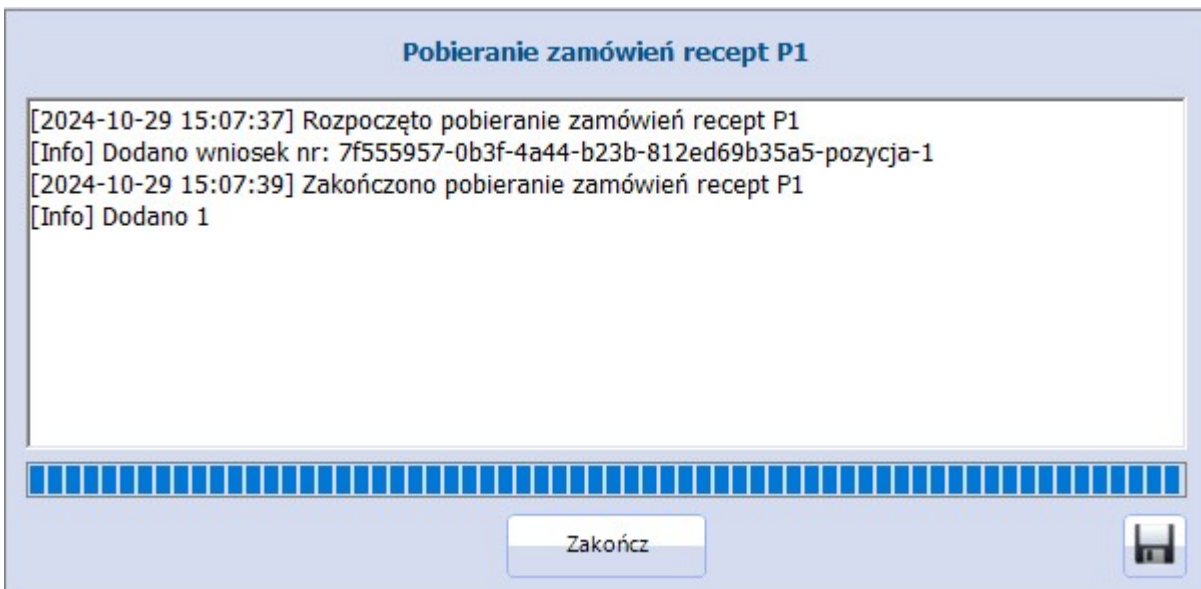 Pobieranie zamówień recept P1
[2024-10-29 15:07:37] Rozpoczęto pobieranie zamówień recept P1
[Info] Dodano wniosek nr: 7f555957-0b3f-4a44-b23b-812ed69b35a5-pozycja-1
[2024-10-29 15:07:39] Zakończono pobieranie zamówień recept P1
[Info] Dodano 1
Zakończ